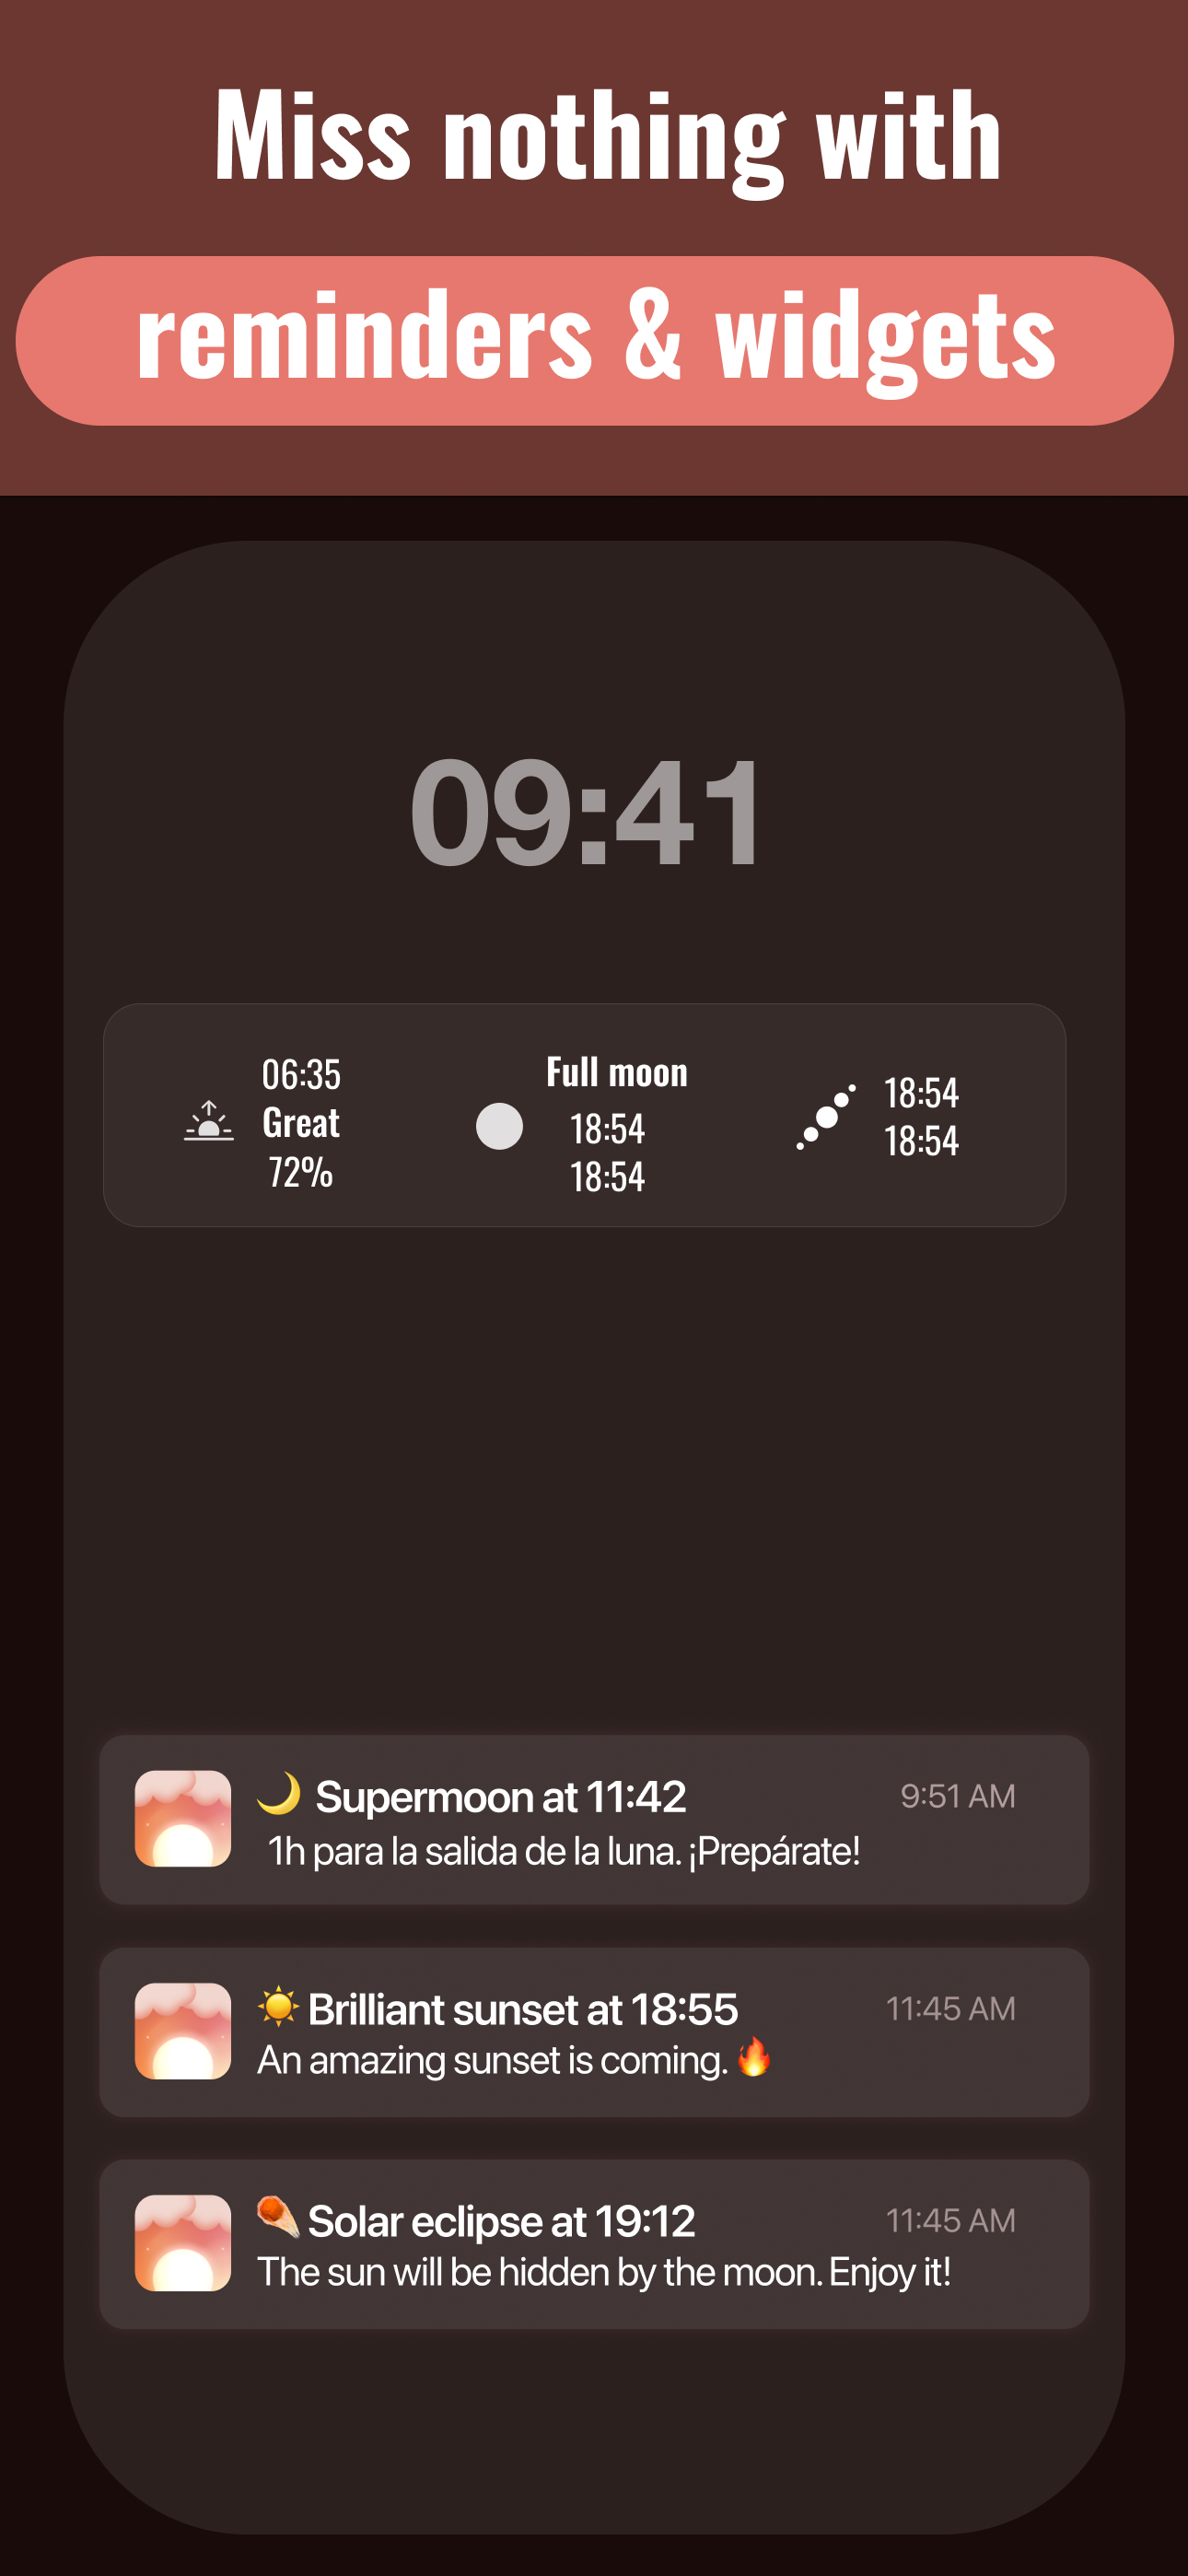 Miss nothing with
reminders & widgets
09:41
06:35
Great
72%
Full moon
18:54
18:54
18:54
18:54
🌙 Supermoon at 11:42 9:51 AM
1h para la salida de la luna. ¡Prepárate!
☀️ Brilliant sunset at 18:55 11:45 AM
An amazing sunset is coming. 🔥
☄️ Solar eclipse at 19:12 11:45 AM
The sun will be hidden by the moon. Enjoy it!